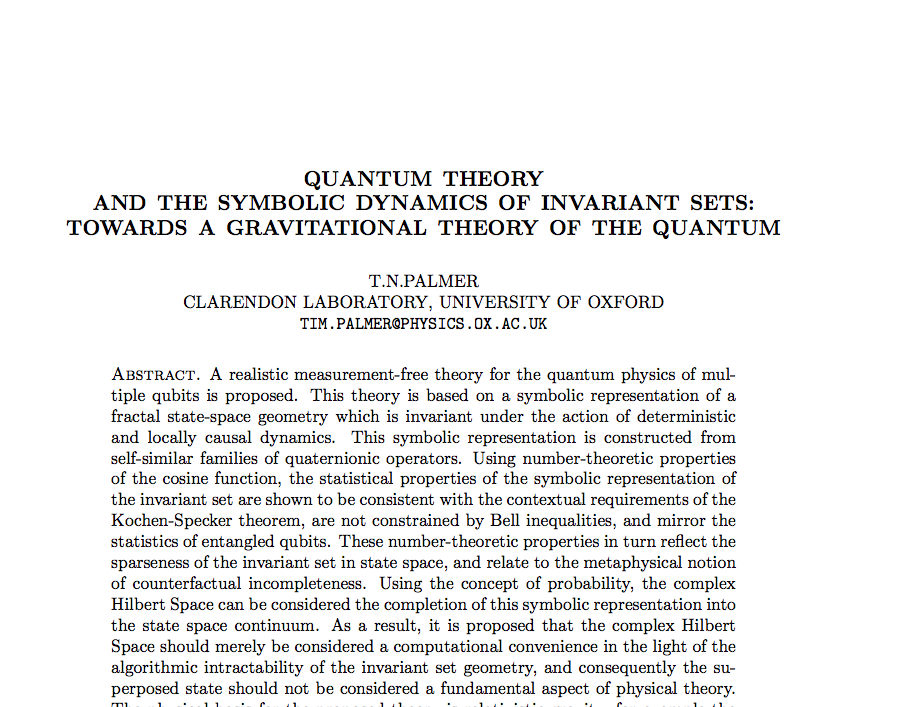 QUANTUM THEORY
AND THE SYMBOLIC DYNAMICS OF INVARIANT SETS:
TOWARDS A GRAVITATIONAL THEORY OF THE QUANTUM
T.N.PALMER
CLARENDON LABORATORY, UNIVERSITY OF OXFORD
TIM.PALMER@PHYSICS.OX.AC.UK
ABSTRACT. A realistic measurement-free theory for the quantum physics of mul-
tiple qubits is proposed. This theory is based on a symbolic representation of a
fractal state-space geometry which is invariant under the action of deterministic
and locally causal dynamics. This symbolic representation is constructed from
self-similar families of quaternionic operators. Using number-theoretic properties
of the cosine function, the statistical properties of the symbolic representation of
the invariant set are shown to be consistent with the contextual requirements of the
Kochen-Specker theorem, are not constrained by Bell inequalities, and mirror the
statistics of entangled qubits. These number-theoretic properties in turn reflect the
sparseness of the invariant set in state space, and relate to the metaphysical notion
of counterfactual incompleteness. Using the concept of probability, the complex
Hilbert Space can be considered the completion of this symbolic representation into
the state space continuum. As a result, it is proposed that the complex Hilbert
Space should merely be considered a computational convenience in the light of the
algorithmic intractability of the invariant set geometry, and consequently the su-
perposed state should not be considered a fundamental aspect of physical theory.